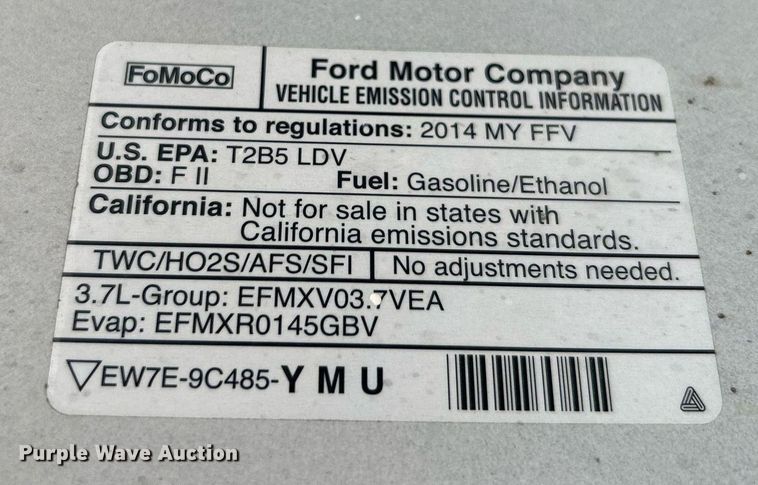 FoMoCo
Ford Motor Company
VEHICLE EMISSION CONTROL INFORMATION
Conforms to regulations: 2014 MY FFV
U.S. EPA: T2B5 LDV
OBD: F II Fuel: Gasoline/Ethanol
California: Not for sale in states with
California emissions standards.
TWC/HO2S/AFS/SFI No adjustments needed.
3.7L-Group: EFMXV03.7VEA
Evap: EFMXR0145GBV
EW7E-9C485-YMU
Purple Wave Auction